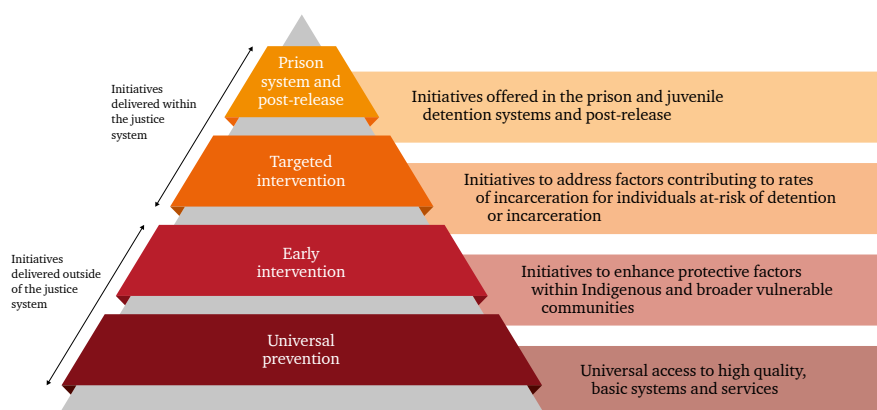 Prison
system and
post-release
Initiatives
delivered within
the justice
system
Initiatives offered in the prison and juvenile
detention systems and post-release
Targeted
intervention
Initiatives to address factors contributing to rates
of incarceration for individuals at-risk of detention
or incarceration
Initiatives
delivered outside
of the justice
system
Early
intervention
Initiatives to enhance protective factors
within Indigenous and broader vulnerable
communities
Universal
prevention
Universal access to high quality,
basic systems and services